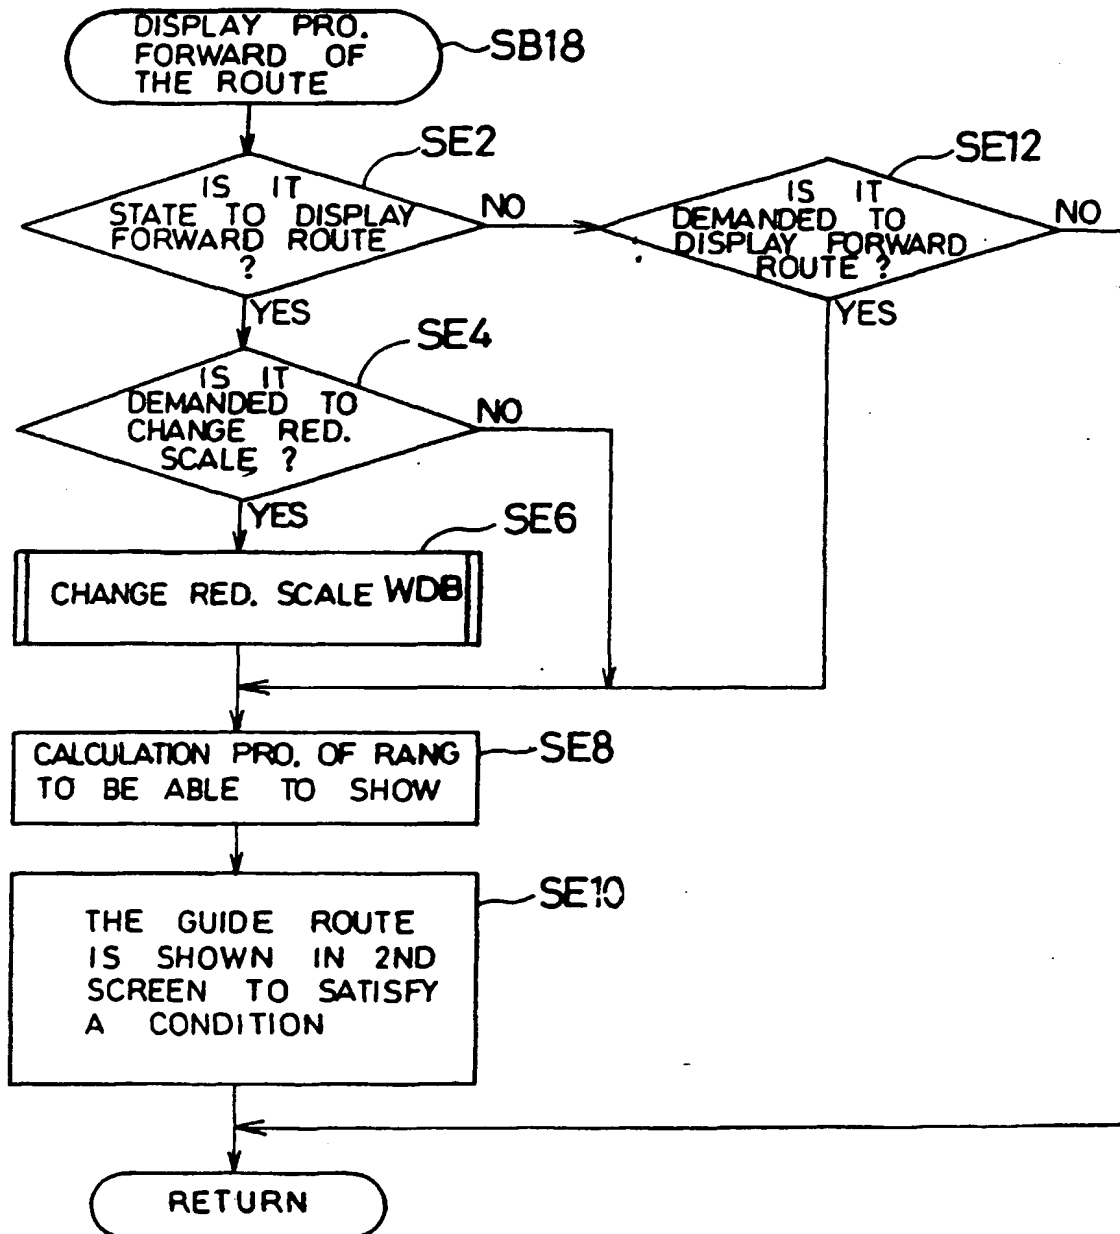 DISPLAY PRO.
FORWARD OF
THE ROUTE
SB18
SE2
IS IT
STATE TO DISPLAY
FORWARD ROUTE
?
NO
YES
SE12
IS IT
DEMANDED TO
DISPLAY FORWARD
ROUTE ?
NO
YES
SE4
IS IT
DEMANDED TO
CHANGE RED.
SCALE ?
NO
YES
SE6
CHANGE RED. SCALE WDB
CALCULATION PRO. OF RANG
TO BE ABLE TO SHOW
SE8
SE10
THE GUIDE ROUTE
IS SHOWN IN 2ND
SCREEN TO SATISFY
A CONDITION
RETURN